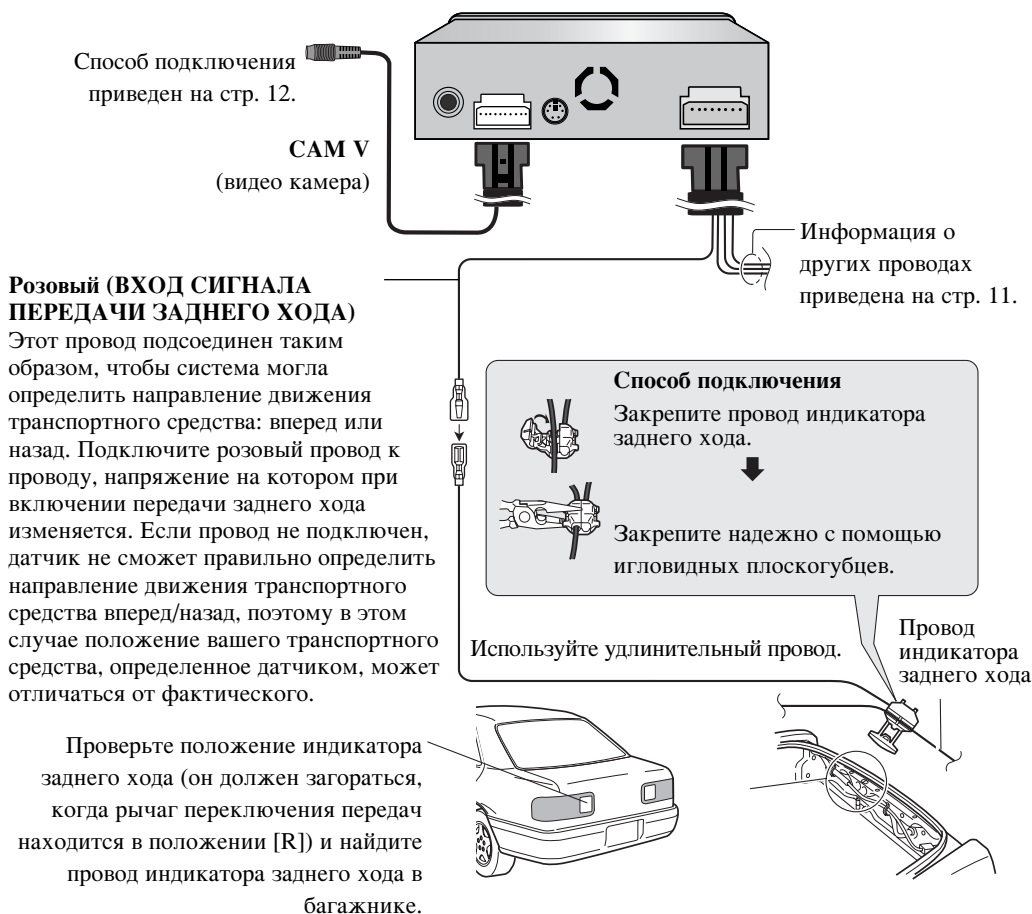 Способ подключения
приведен на стр. 12.
CAM V
(видео камера)
Информация о
других проводах
приведена на стр. 11.
Розовый (ВХОД СИГНАЛА
ПЕРЕДАЧИ ЗАДНЕГО ХОДА)
Этот провод подсоединен таким
образом, чтобы система могла
определить направление движения
транспортного средства: вперед или
назад. Подключите розовый провод к
проводу, напряжение на котором при
включении передачи заднего хода
изменяется. Если провод не подключен,
датчик не сможет правильно определить
направление движения транспортного
средства вперед/назад, поэтому в этом
случае положение вашего транспортного
средства, определенное датчиком, может
отличаться от фактического.
Способ подключения
Закрепите провод индикатора
заднего хода.
Закрепите надежно с помощью
игловидных плоскогубцев.
Используйте удлинительный провод.
Провод
индикатора
заднего хода
Проверьте положение индикатора
заднего хода (он должен загораться,
когда рычаг переключения передач
находится в положении [R]) и найдите
провод индикатора заднего хода в
багажнике.